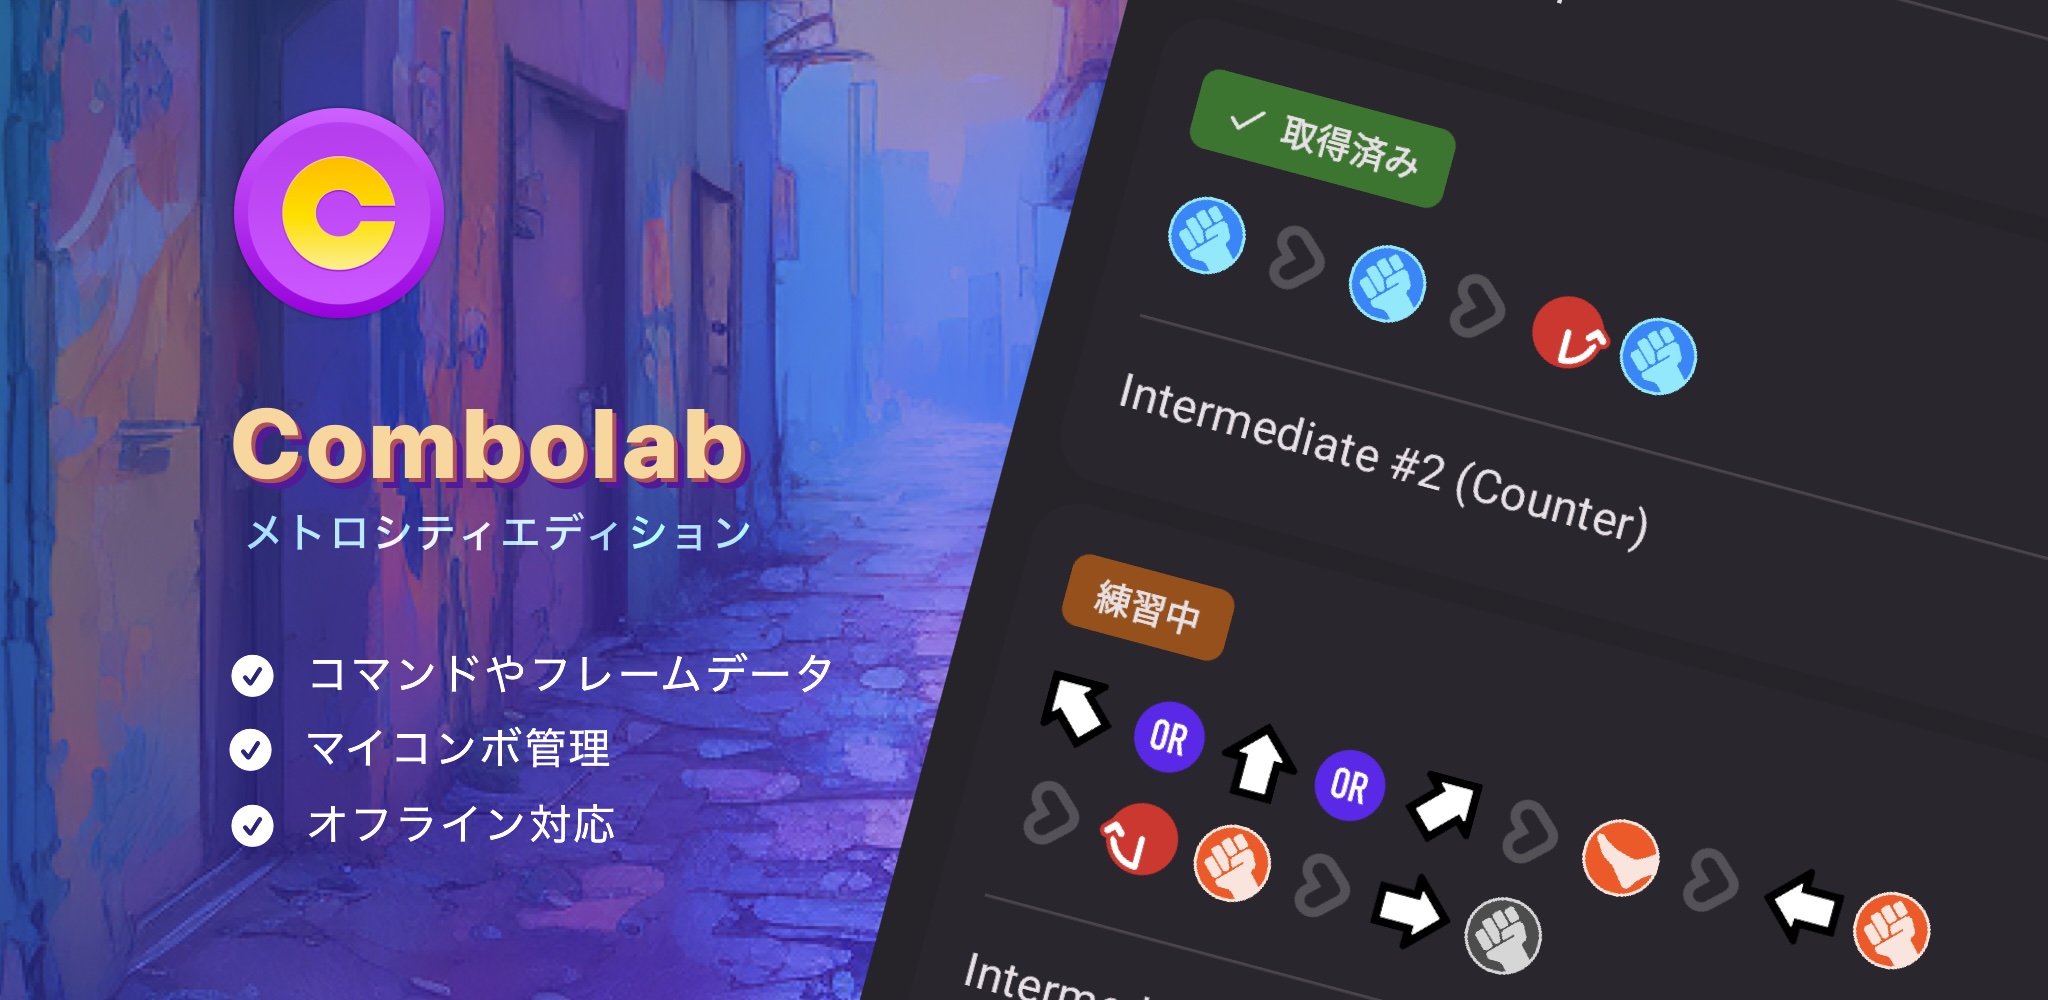 C
Combolab
メトロシティエディション
コマンドやフレームデータ
マイコンボ管理
オフライン対応
取得済み
Intermediate #2 (Counter)
練習中
OR
OR